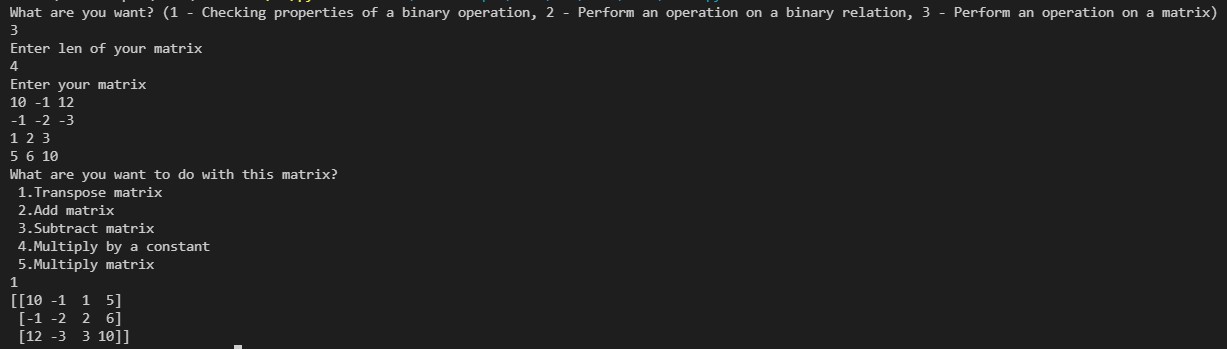 What are you want? (1 - Checking properties of a binary operation, 2 - Perform an operation on a binary relation, 3 - Perform an operation on a matrix)
3
Enter len of your matrix
4
Enter your matrix
10 -1 12
-1 -2 -3
1 2 3
5 6 10
What are you want to do with this matrix?
 1.Transpose matrix
 2.Add matrix
 3.Subtract matrix
 4.Multiply by a constant
 5.Multiply matrix
1
[[10 -1  1  5]
 [-1 -2  2  6]
 [12 -3  3 10]]